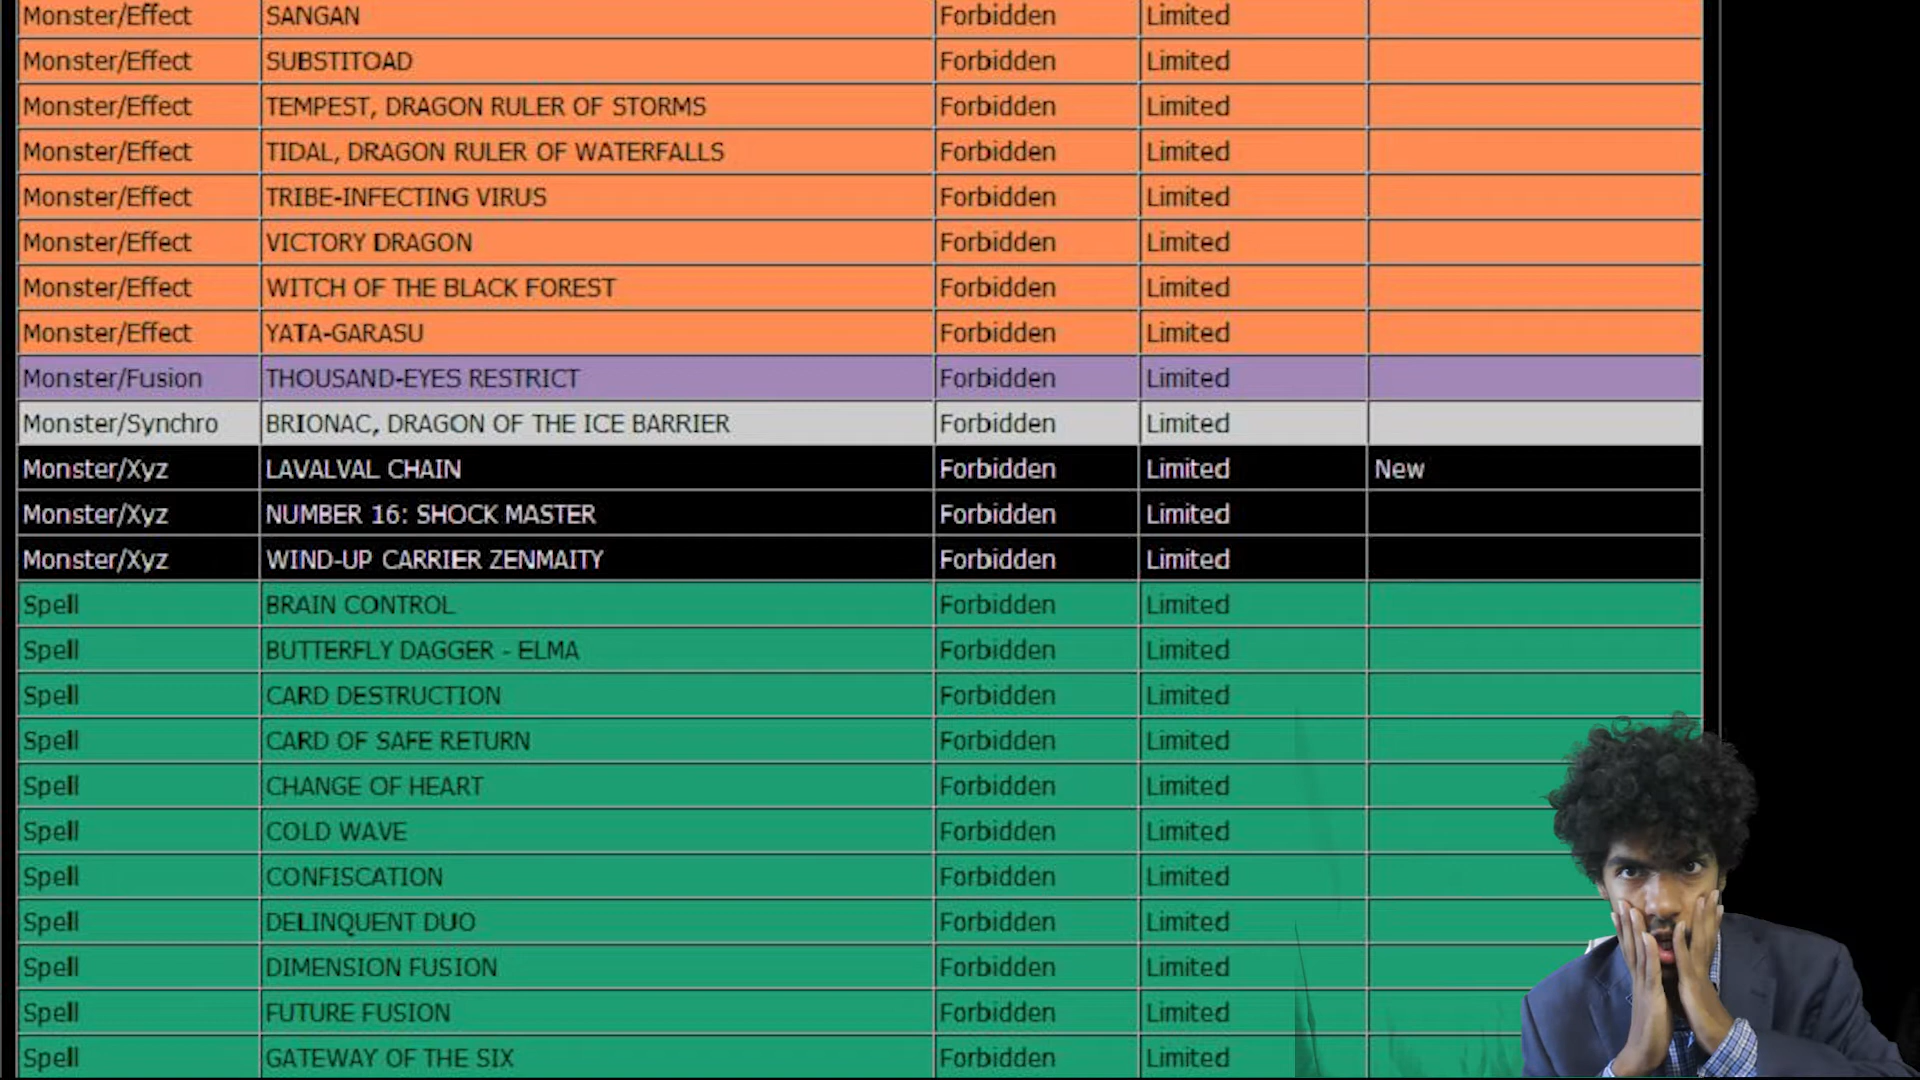 Monster/Effect SANGAN Forbidden Limited
Monster/Effect SUBSTITOAD Forbidden Limited
Monster/Effect TEMPEST, DRAGON RULER OF STORMS Forbidden Limited
Monster/Effect TIDAL, DRAGON RULER OF WATERFALLS Forbidden Limited
Monster/Effect TRIBE-INFECTING VIRUS Forbidden Limited
Monster/Effect VICTORY DRAGON Forbidden Limited
Monster/Effect WITCH OF THE BLACK FOREST Forbidden Limited
Monster/Effect YATA-GARASU Forbidden Limited
Monster/Fusion THOUSAND-EYES RESTRICT Forbidden Limited
Monster/Synchro BRIONAC, DRAGON OF THE ICE BARRIER Forbidden Limited
Monster/Xyz LAVALVAL CHAIN Forbidden Limited New
Monster/Xyz NUMBER 16: SHOCK MASTER Forbidden Limited
Monster/Xyz WIND-UP CARRIER ZENMAITY Forbidden Limited
Spell BRAIN CONTROL Forbidden Limited
Spell BUTTERFLY DAGGER - ELMA Forbidden Limited
Spell CARD DESTRUCTION Forbidden Limited
Spell CARD OF SAFE RETURN Forbidden Limited
Spell CHANGE OF HEART Forbidden Limited
Spell COLD WAVE Forbidden Limited
Spell CONFISCATION Forbidden Limited
Spell DELINQUENT DUO Forbidden Limited
Spell DIMENSION FUSION Forbidden Limited
Spell FUTURE FUSION Forbidden Limited
Spell GATEWAY OF THE SIX Forbidden Limited